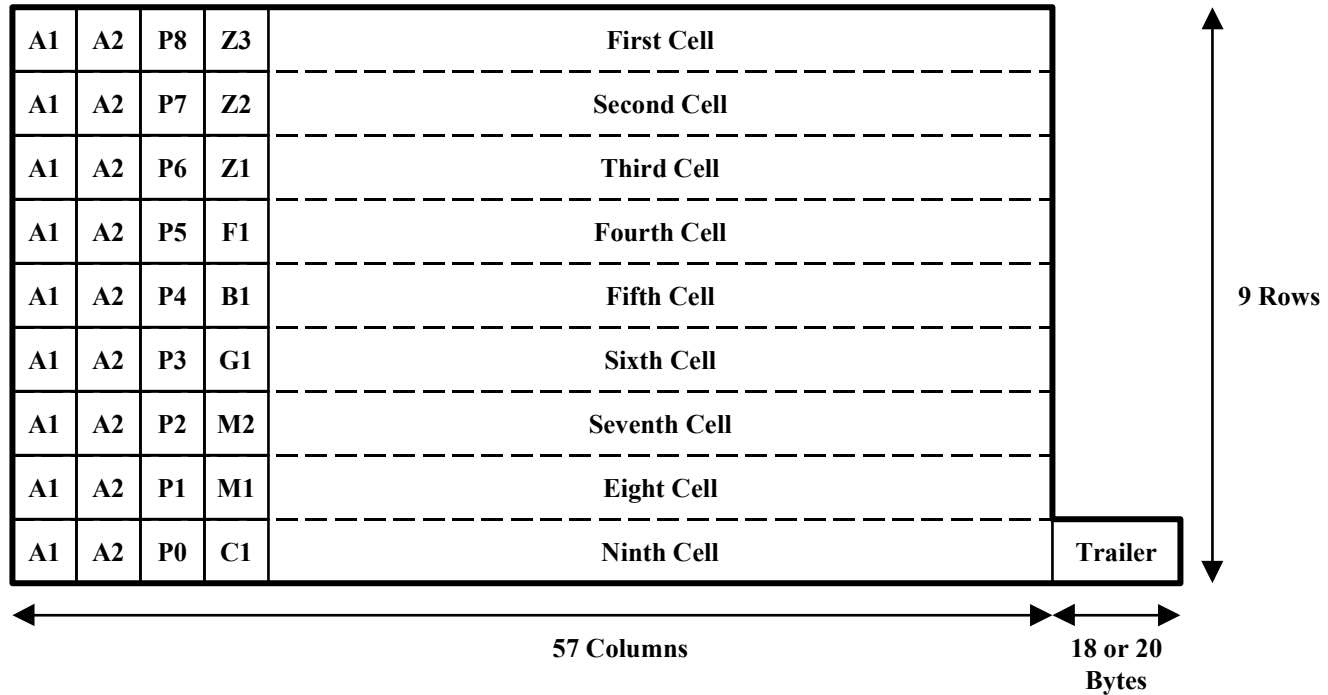 A1 A2 P8 Z3 First Cell
A1 A2 P7 Z2 Second Cell
A1 A2 P6 Z1 Third Cell
A1 A2 P5 F1 Fourth Cell
A1 A2 P4 B1 Fifth Cell
9 Rows
A1 A2 P3 G1 Sixth Cell
A1 A2 P2 M2 Seventh Cell
A1 A2 P1 M1 Eight Cell
A1 A2 P0 C1 Ninth Cell Trailer
57 Columns
18 or 20
Bytes